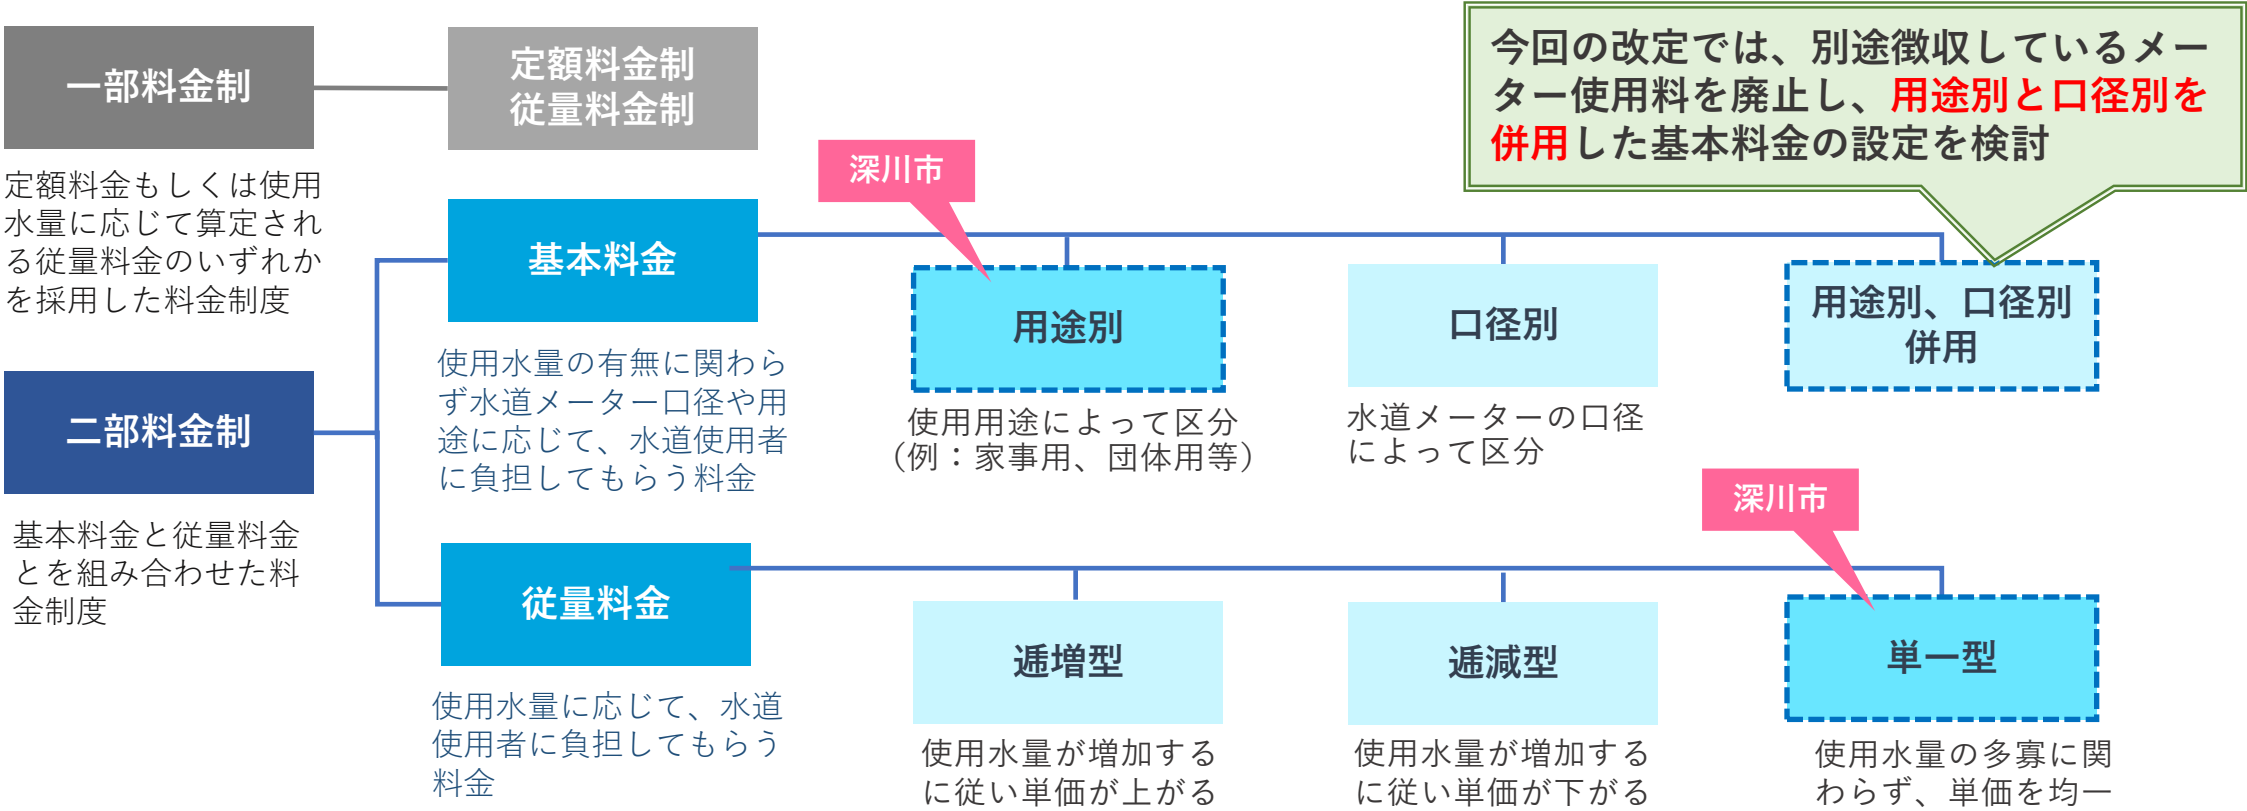 一部料金制
定額料金制
従量料金制
定額料金もしくは使用
水量に応じて算定され
る従量料金のいずれか
を採用した料金制度
今回の改定では、別途徴収しているメー
ター使用料を廃止し、用途別と口径別を
併用した基本料金の設定を検討
二部料金制
基本料金と従量料金
とを組み合わせた料
金制度
基本料金
使用水量の有無に関わら
ず水道メーター口径や用
途に応じて、水道使用者
に負担してもらう料金
深川市
用途別
使用用途によって区分
（例：家事用、団体用等）
口径別
水道メーターの口径
によって区分
用途別、口径別
併用
従量料金
使用水量に応じて、水道
使用者に負担してもらう
料金
逓増型
使用水量が増加する
に従い単価が上がる
逓減型
使用水量が増加する
に従い単価が下がる
深川市
単一型
使用水量の多寡に関
わらず、単価を均一